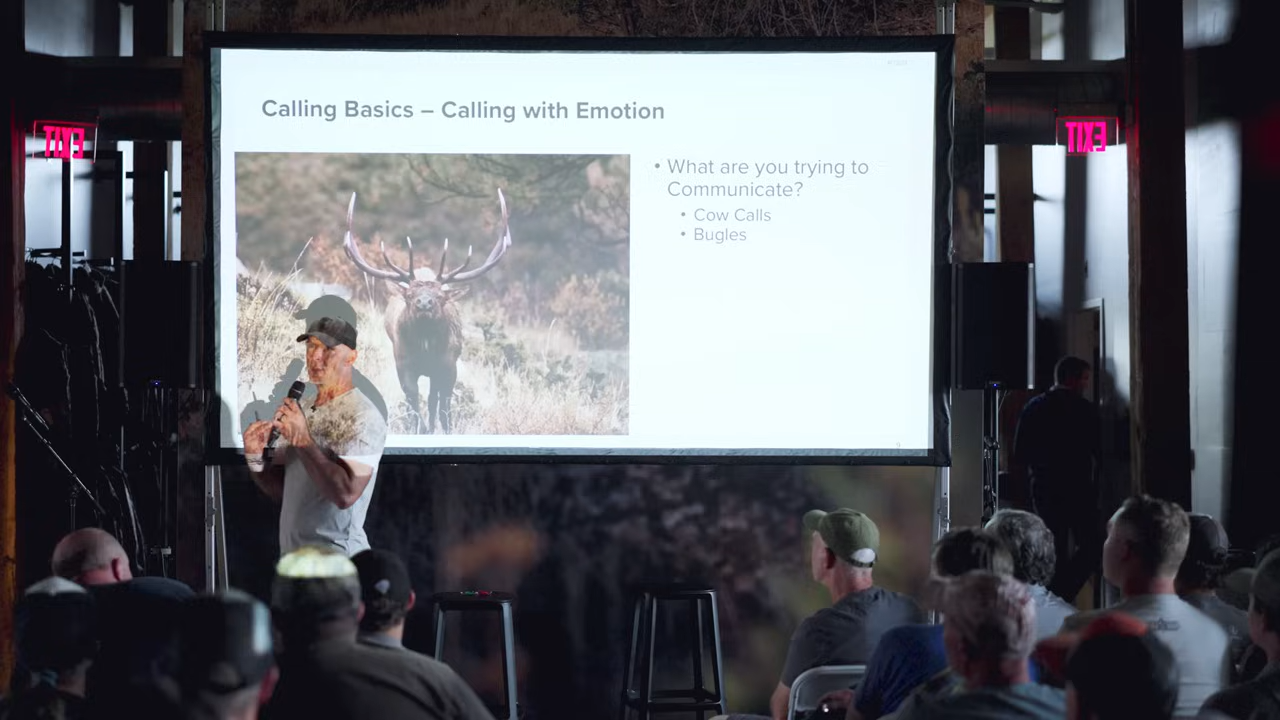 Calling Basics – Calling with Emotion
EXIT
EXIT
• What are you trying to
Communicate?
• Cow Calls
• Bugles